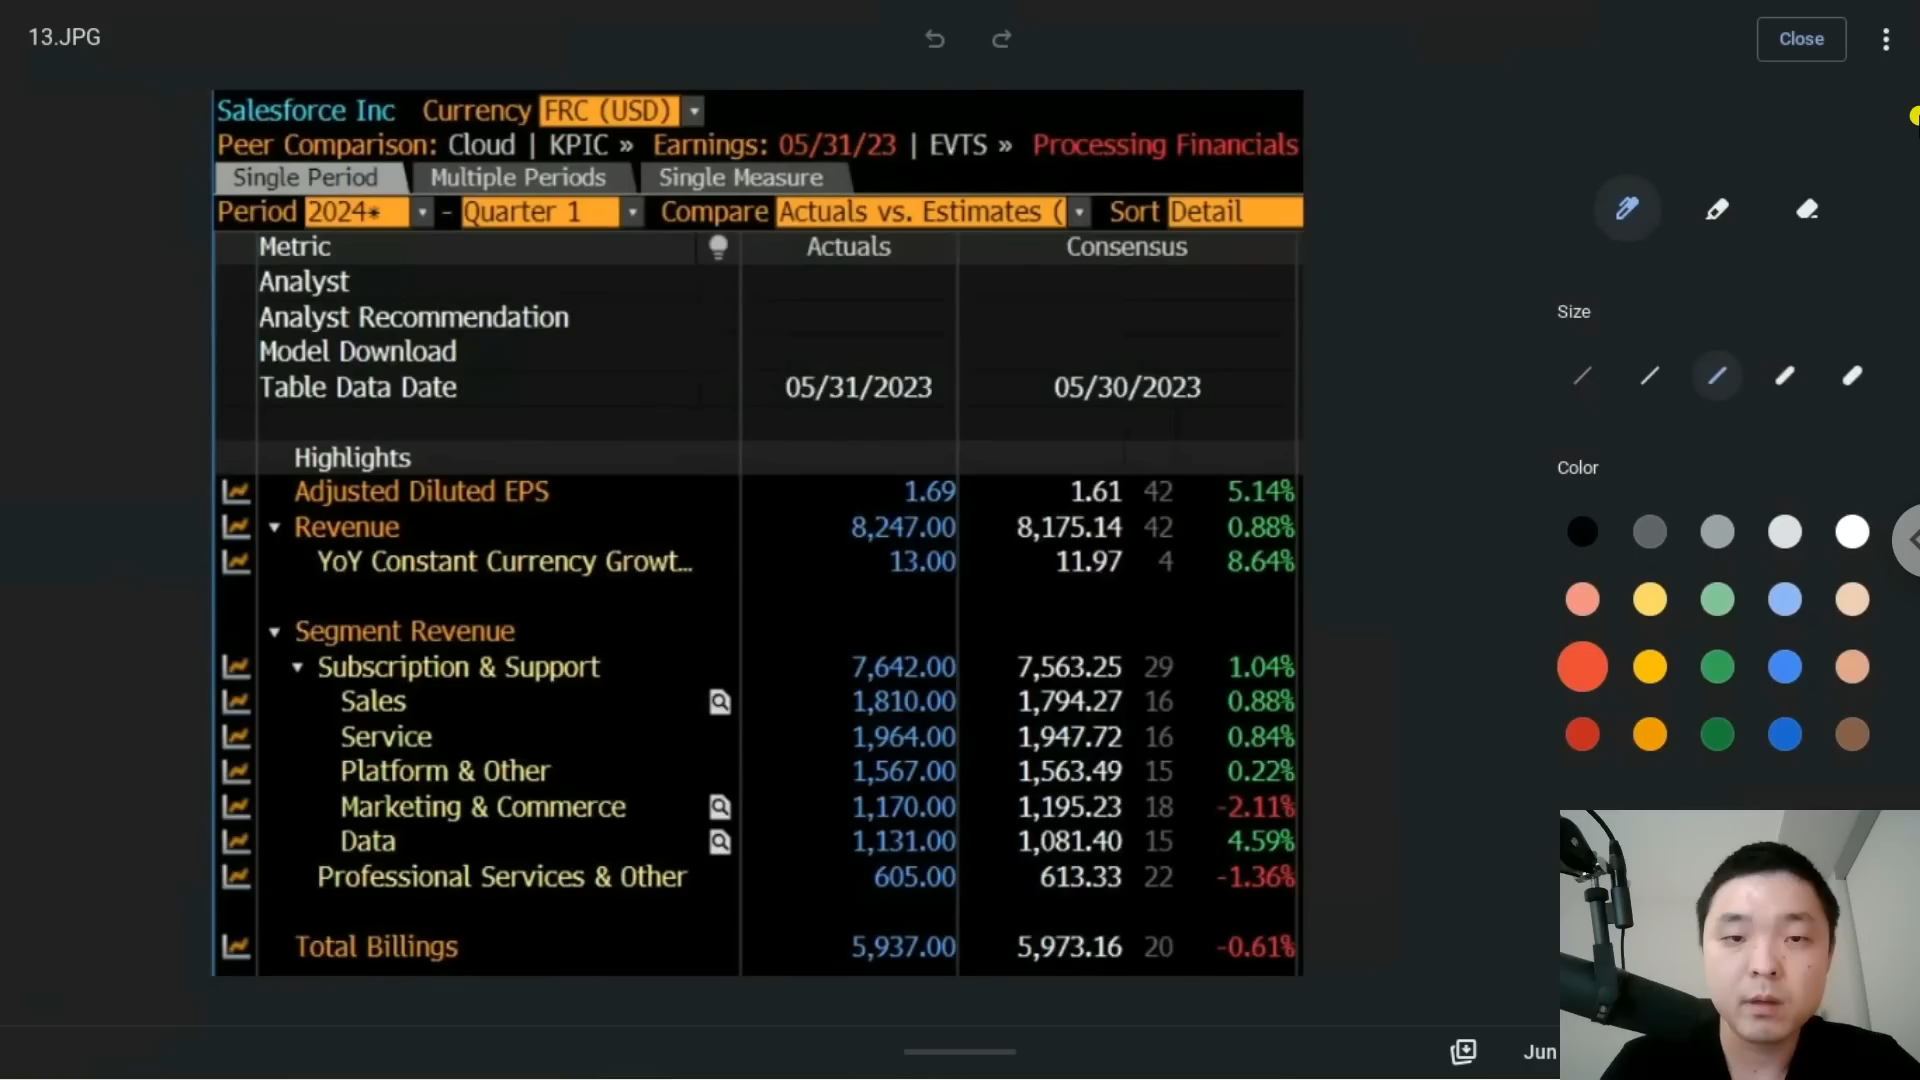 13.JPG
Close
Salesforce Inc Currency FRC (USD)
Peer Comparison: Cloud | KPIC » Earnings: 05/31/23 | EVTS » Processing Financials
Single Period Multiple Periods Single Measure
Period 2024* - Quarter 1 Compare Actuals vs. Estimates ( Sort Detail
Metric Actuals Consensus
Analyst
Analyst Recommendation
Model Download
Table Data Date 05/31/2023 05/30/2023
Highlights
Adjusted Diluted EPS 1.69 1.61 42 5.14%
Revenue 8,247.00 8,175.14 42 0.88%
YoY Constant Currency Growt... 13.00 11.97 4 8.64%
Segment Revenue
Subscription & Support 7,642.00 7,563.25 29 1.04%
Sales 1,810.00 1,794.27 16 0.88%
Service 1,964.00 1,947.72 16 0.84%
Platform & Other 1,567.00 1,563.49 15 0.22%
Marketing & Commerce 1,170.00 1,195.23 18 -2.11%
Data 1,131.00 1,081.40 15 4.59%
Professional Services & Other 605.00 613.33 22 -1.36%
Total Billings 5,937.00 5,973.16 20 -0.61%
Size
Color
Jun